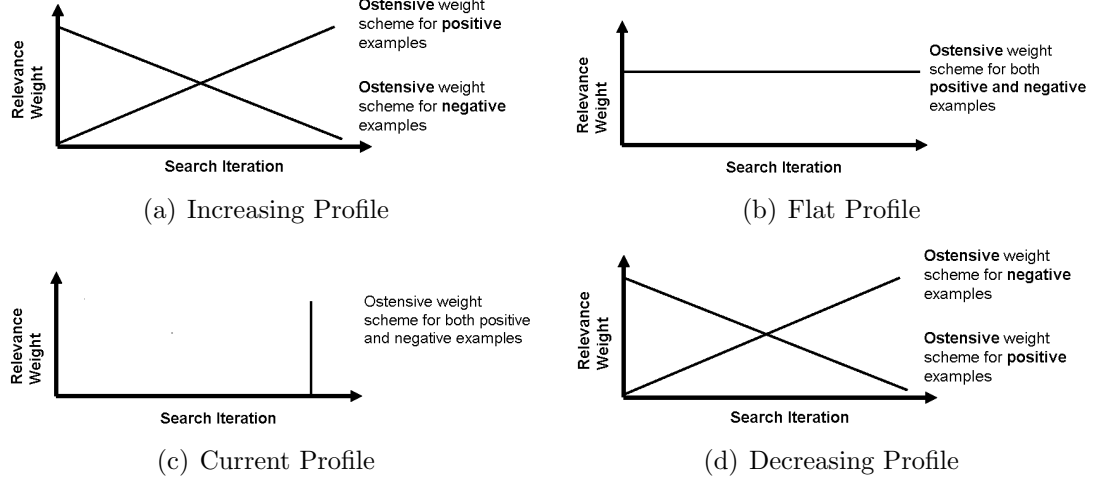 Ostensive weight
scheme for positive
examples
Ostensive weight
scheme for negative
examples
Relevance
Weight
Search Iteration
(a) Increasing Profile
Ostensive weight
scheme for both
positive and negative
examples
Relevance
Weight
Search Iteration
(b) Flat Profile
Ostensive weight
scheme for both positive
and negative examples
Relevance
Weight
Search Iteration
(c) Current Profile
Ostensive weight
scheme for negative
examples
Ostensive weight
scheme for positive
examples
Relevance
Weight
Search Iteration
(d) Decreasing Profile